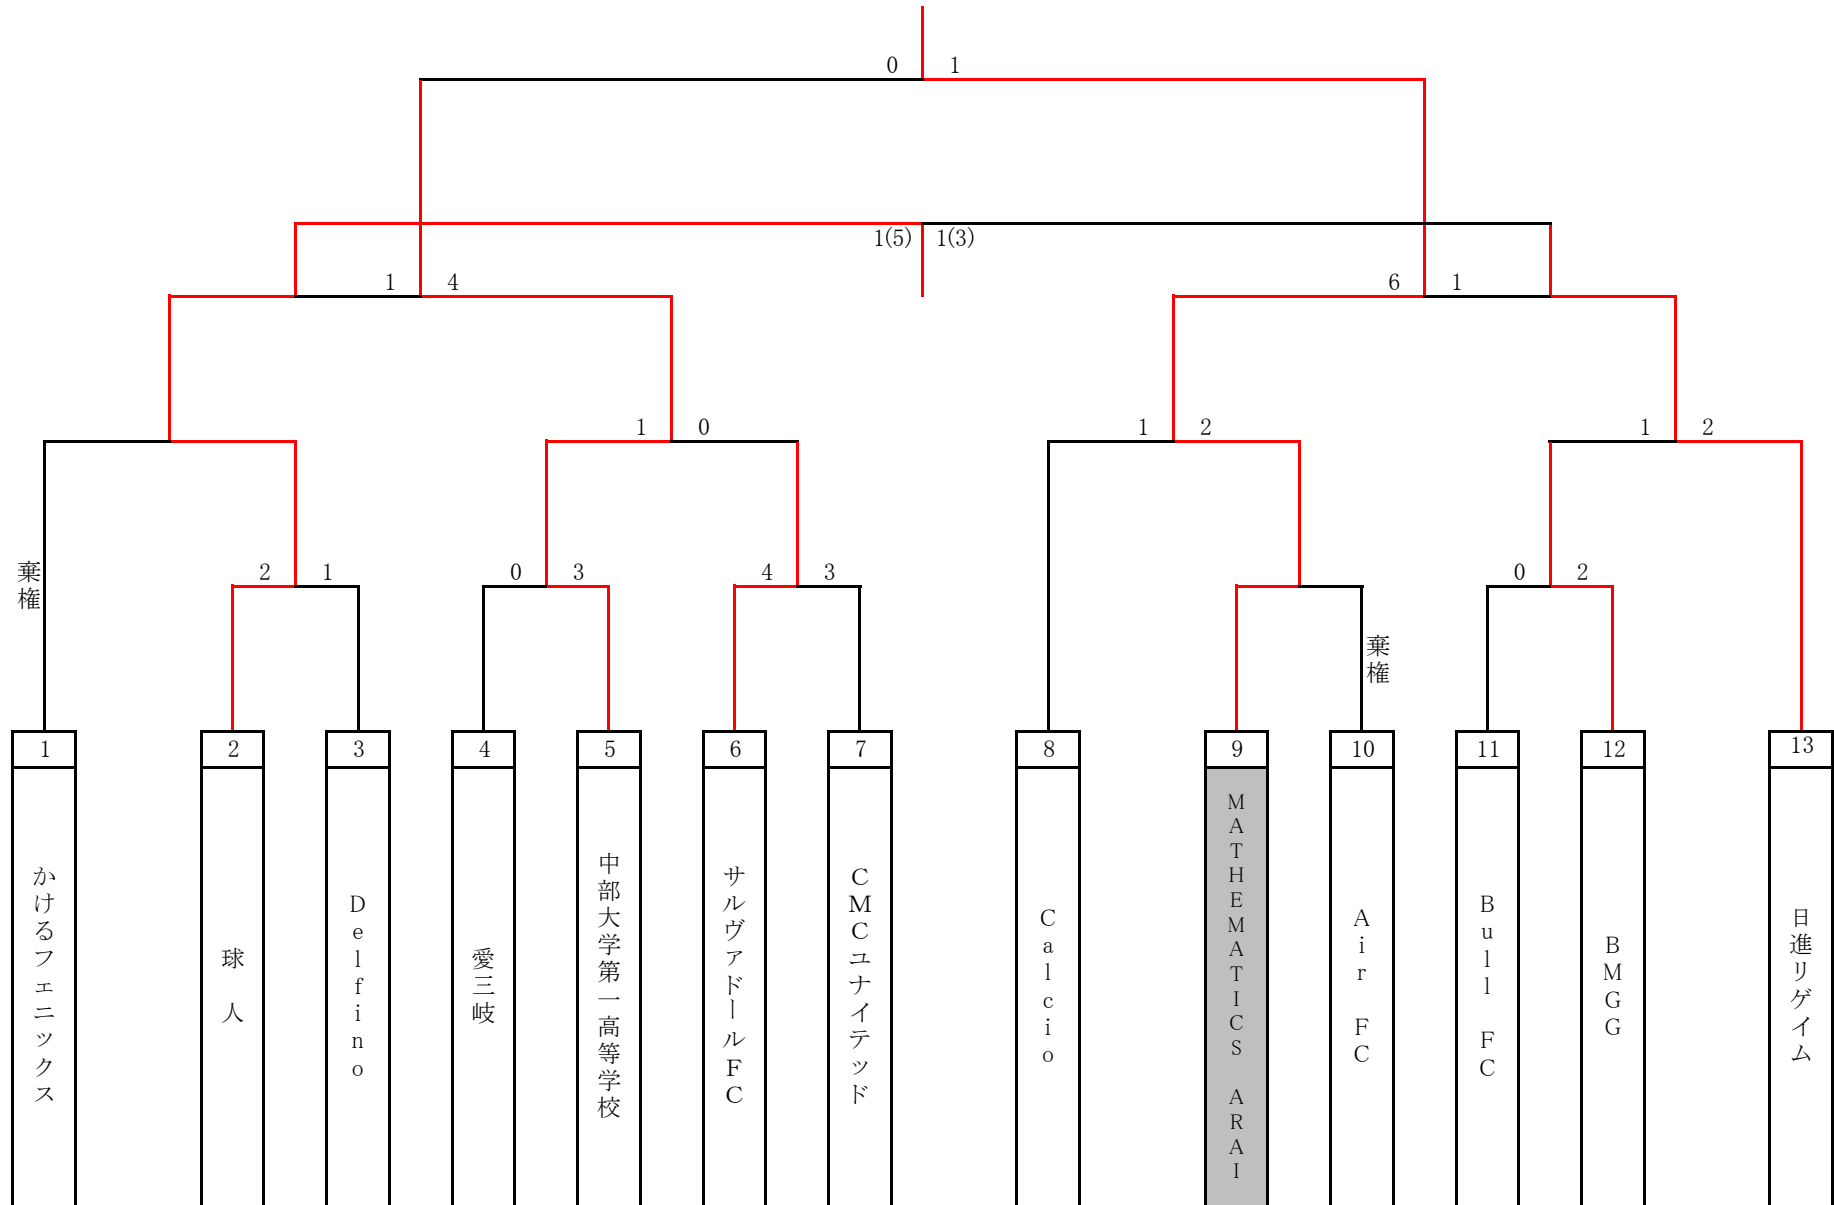 0 1
1(5) 1(3)
1 4
6 1
1 0
1 2
1 2
棄権
2 1
0 3
4 3
0 2
棄権
1 2 3 4 5 6 7 8 9 10 11 12 13
かけるフェニックス
球 人
Delfino
愛三岐
中部大学第一高等学校
サルヴァドールFC
CMCユナイテッド
Calcio
MATHEMATICS ARAI
Air FC
Bull FC
BMGG
日進リゲイム